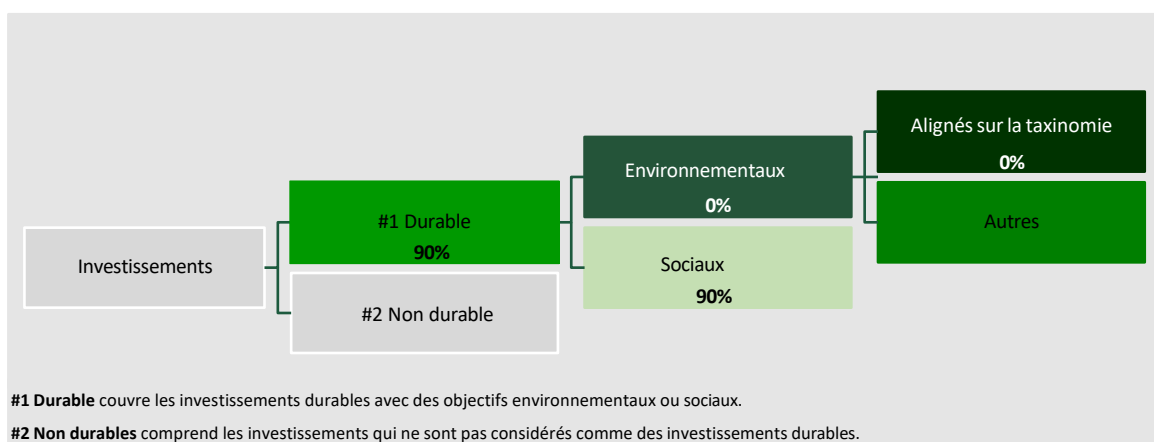 Investissements
#1 Durable
90%
#2 Non durable
Environnementaux
0%
Sociaux
90%
Alignés sur la taxinomie
0%
Autres
#1 Durable couvre les investissements durables avec des objectifs environnementaux ou sociaux.
#2 Non durables comprend les investissements qui ne sont pas considérés comme des investissements durables.